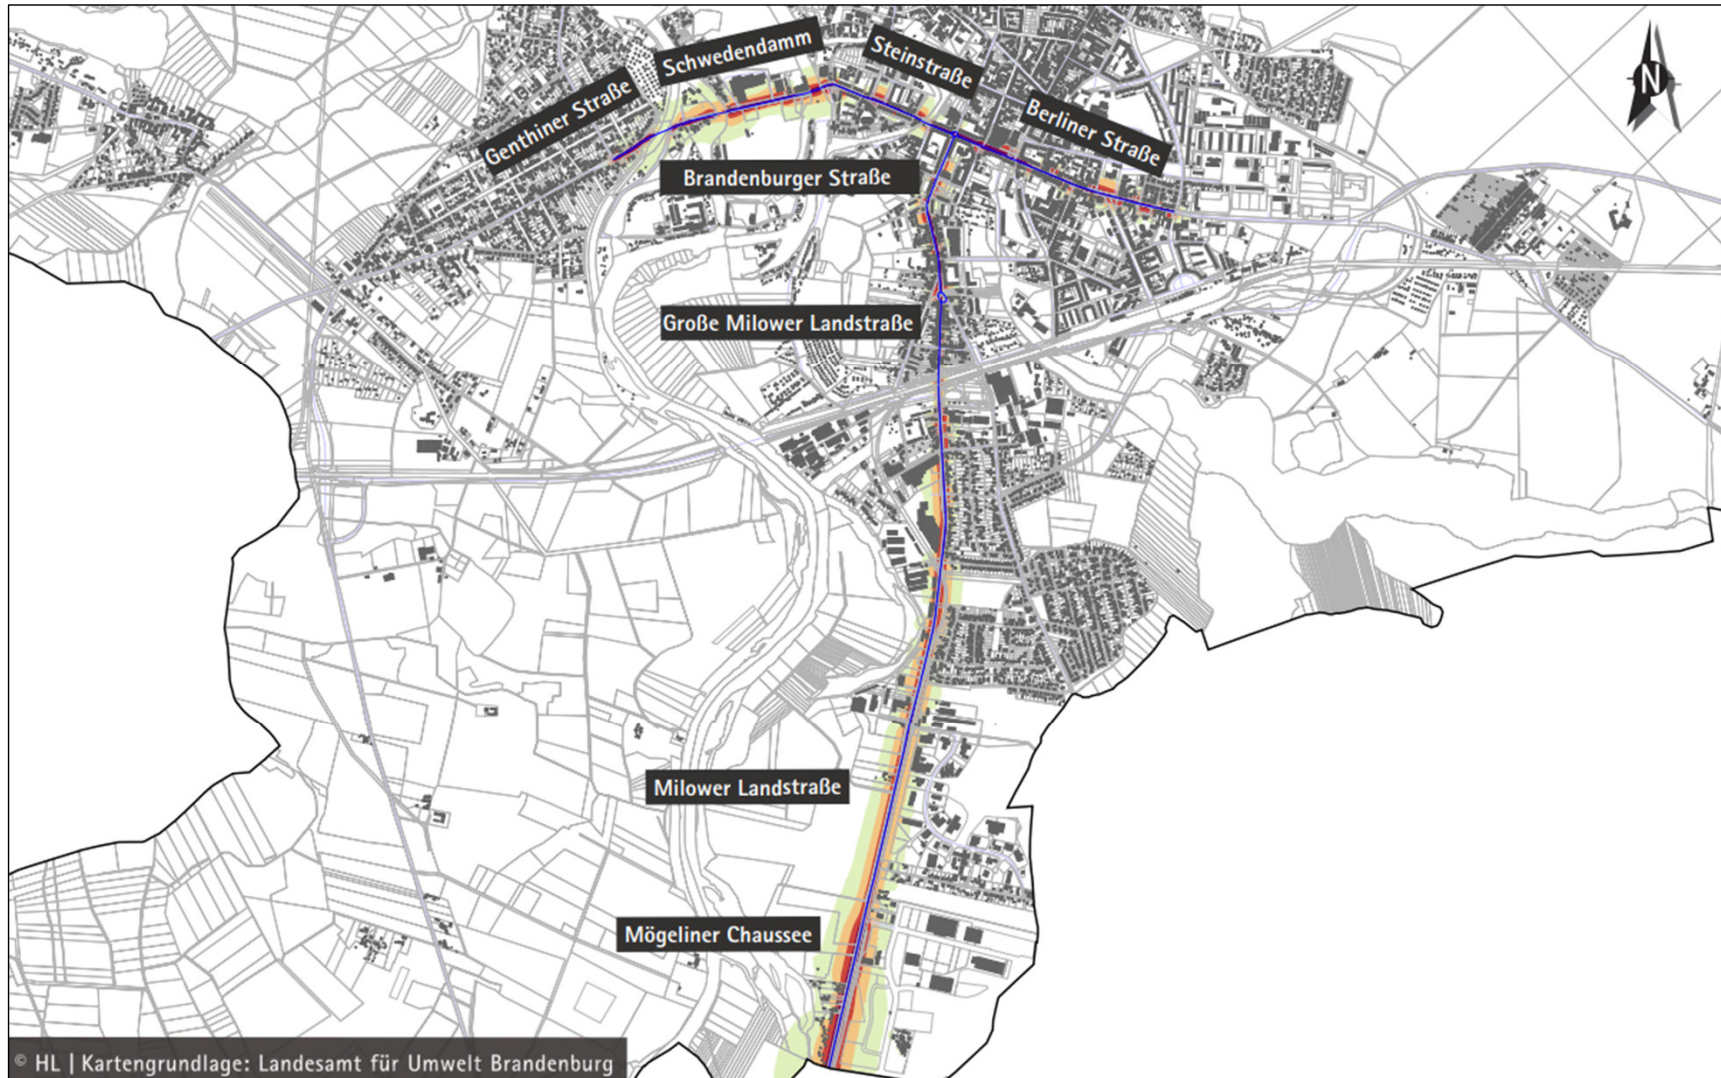 Schwedendamm
Steinstraße
N
Genthiner Straße
Berliner Straße
Brandenburger Straße
Große Milower Landstraße
Milower Landstraße
Mögeliner Chaussee
© HL | Kartengrundlage: Landesamt für Umwelt Brandenburg